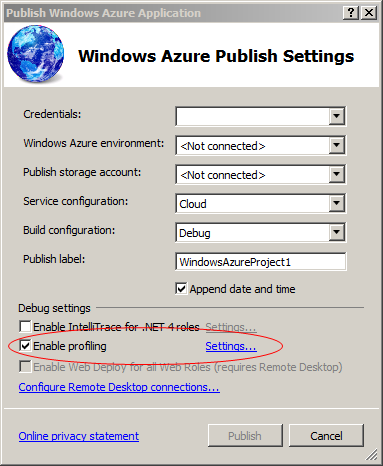 Publish Windows Azure Application
Windows Azure Publish Settings
Credentials:
Windows Azure environment: <Not connected>
Publish storage account: <Not connected>
Service configuration: Cloud
Build configuration: Debug
Publish label: WindowsAzureProject1
Append date and time
Debug settings
Enable IntelliTrace for .NET 4 roles Settings...
Enable profiling Settings...
Enable Web Deploy for all Web Roles (requires Remote Desktop)
Configure Remote Desktop connections...
Online privacy statement Publish Cancel